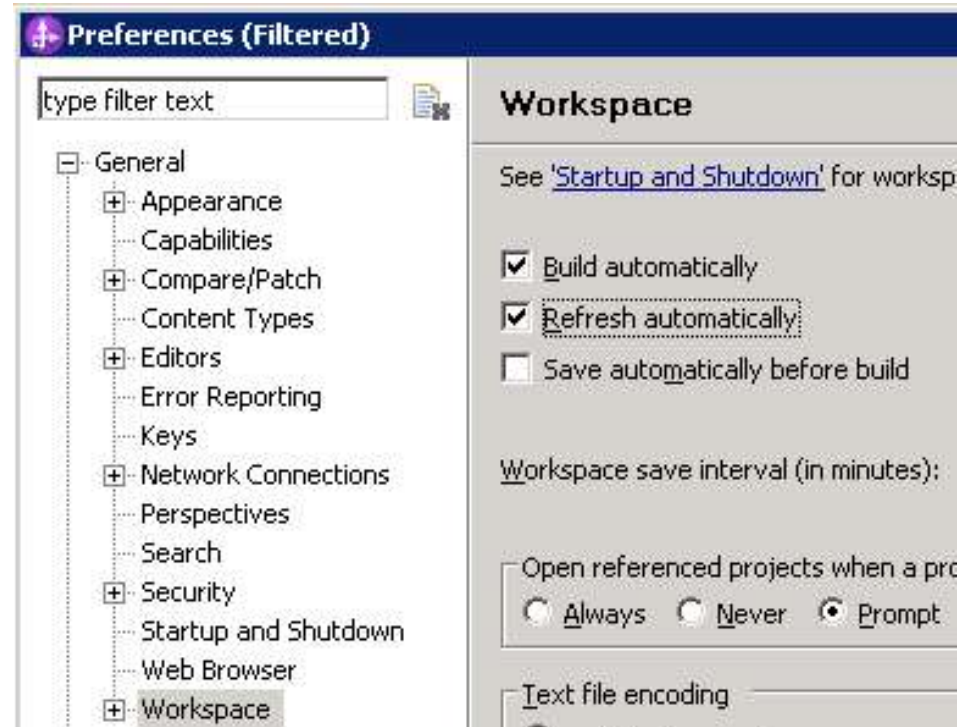 Preferences (Filtered)
type filter text
General
Appearance
Capabilities
Compare/Patch
Content Types
Editors
Error Reporting
Keys
Network Connections
Perspectives
Search
Security
Startup and Shutdown
Web Browser
Workspace
Workspace
See 'Startup and Shutdown' for worksp
Build automatically
Refresh automatically
Save automatically before build
Workspace save interval (in minutes):
Open referenced projects when a pro
Always Never Prompt
Text file encoding